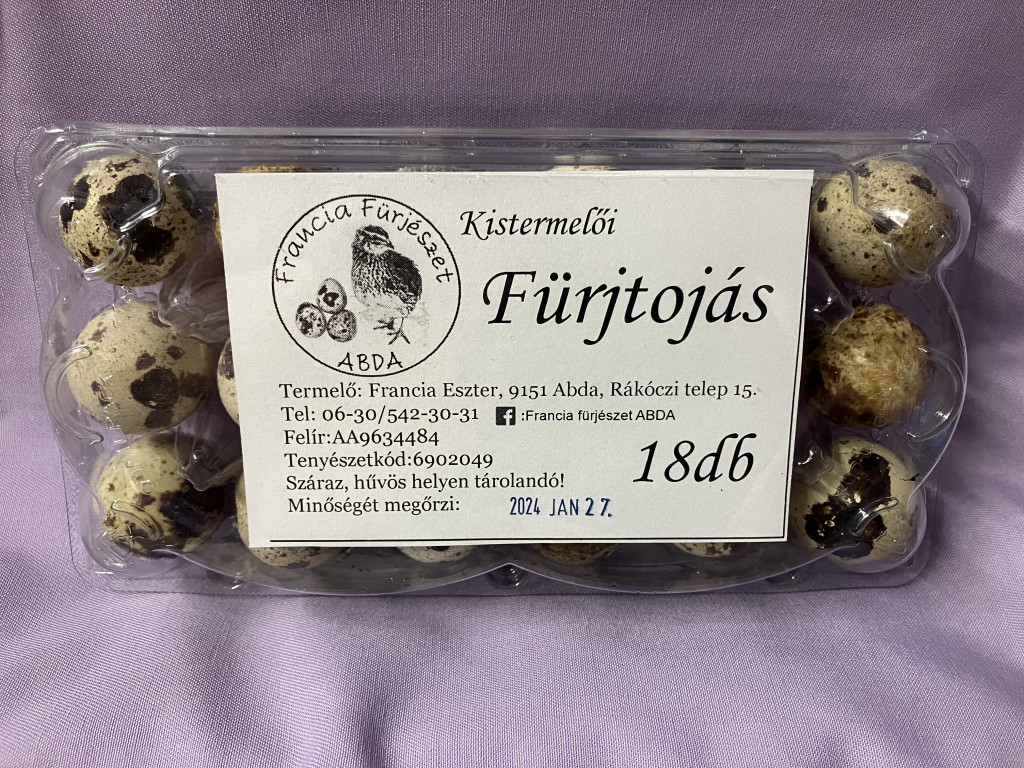 Francia Fürjészet
ABDA
Kistermelői
Fürjtojás
Termelő: Francia Eszter, 9151 Abda, Rákóczi telep 15.
Tel: 06-30/542-30-31 f :Francia fürjészet ABDA
Felír:AA9634484
Tenyészetkód:6902049
18db
Száraz, hűvös helyen tárolandó!
Minőségét megőrzi: 2024 JAN 27.